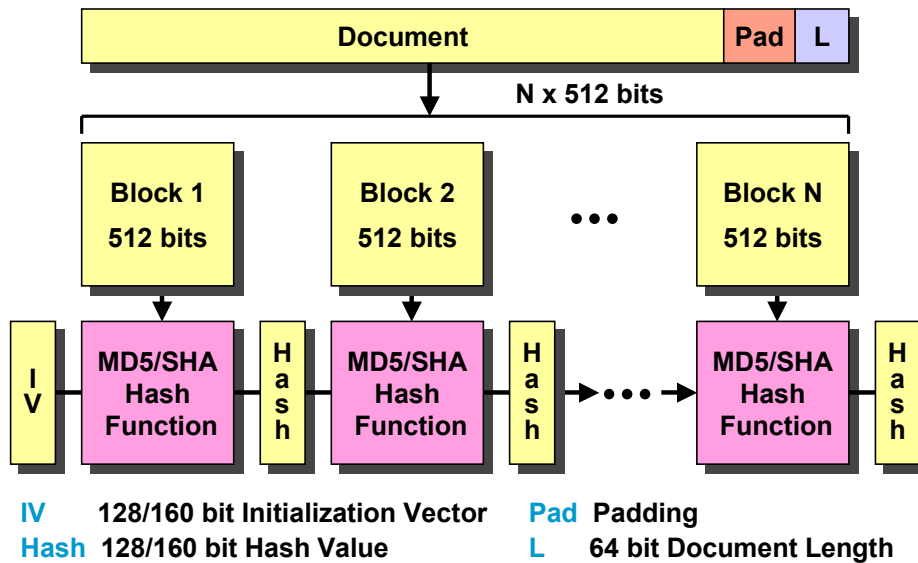 Document
Pad
L
N x 512 bits
Block 1
512 bits
Block 2
512 bits
•••
Block N
512 bits
IV
MD5/SHA
Hash
Function
Hash
MD5/SHA
Hash
Function
Hash
•••
MD5/SHA
Hash
Function
Hash
IV 128/160 bit Initialization Vector
Pad Padding
Hash 128/160 bit Hash Value
L 64 bit Document Length